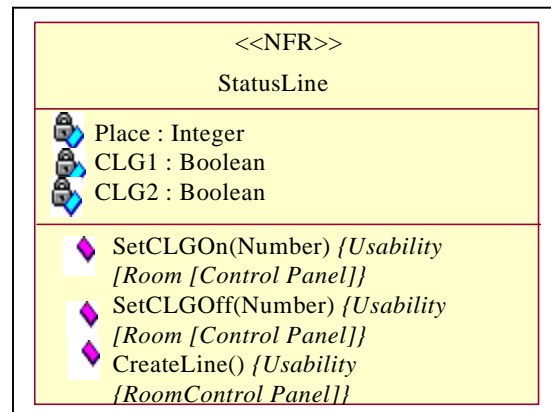 <<NFR>>
StatusLine
Place : Integer
CLG1 : Boolean
CLG2 : Boolean
SetCLGOn(Number) {Usability
[Room [Control Panel]}
SetCLGOff(Number) {Usability
[Room [Control Panel]}
CreateLine() {Usability
{RoomControl Panel]}